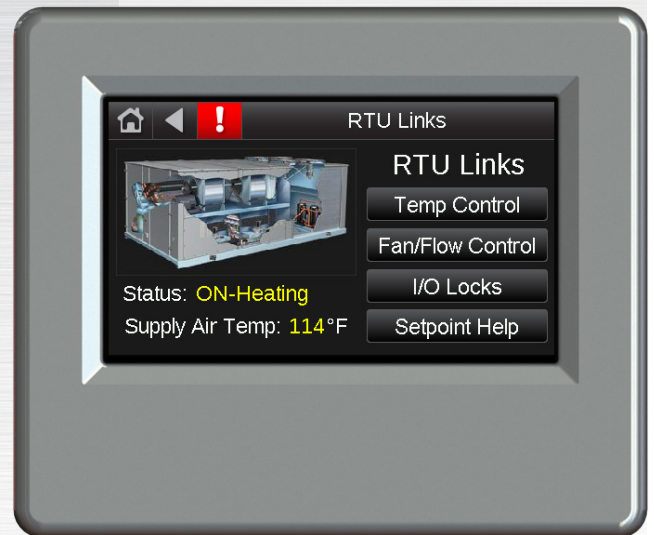 RTU Links
RTU Links
Temp Control
Fan/Flow Control
I/O Locks
Setpoint Help
Status: ON-Heating
Supply Air Temp: 114°F